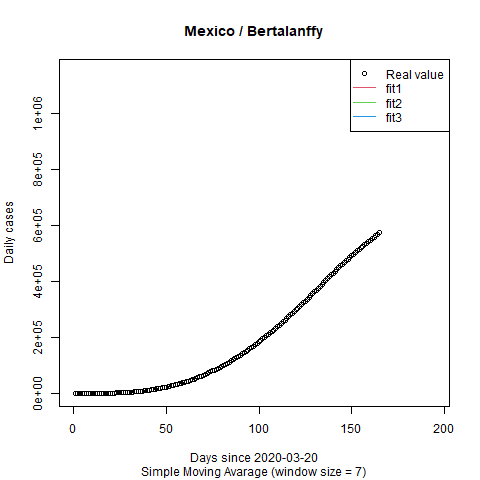 Mexico / Bertalanffy
Real value
fit1
fit2
fit3
Daily cases
1e+06
8e+05
6e+05
4e+05
2e+05
0e+00
0 50 100 150 200
Days since 2020-03-20
Simple Moving Avarage (window size = 7)